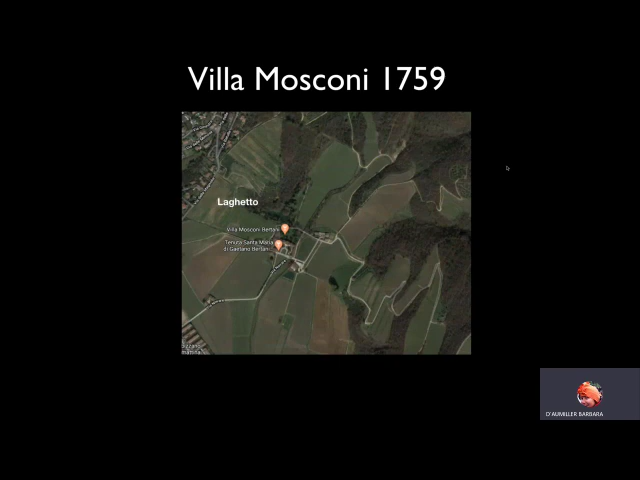 Villa Mosconi 1759
Laghetto
Villa Mosconi Bertani
Tenuta Santa Maria
di Gaetano Bertani
D'AUMILLER BARBARA